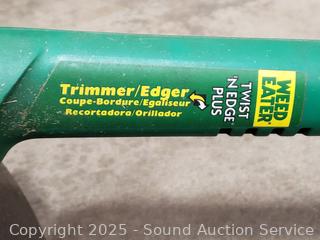 Trimmer/Edger
Coupe-Bordure/Egaliseur
Recortadora/Orillador
TWIST
'N EDGE
PLUS
WEED
EATER
Copyright 2025 - Sound Auction Service